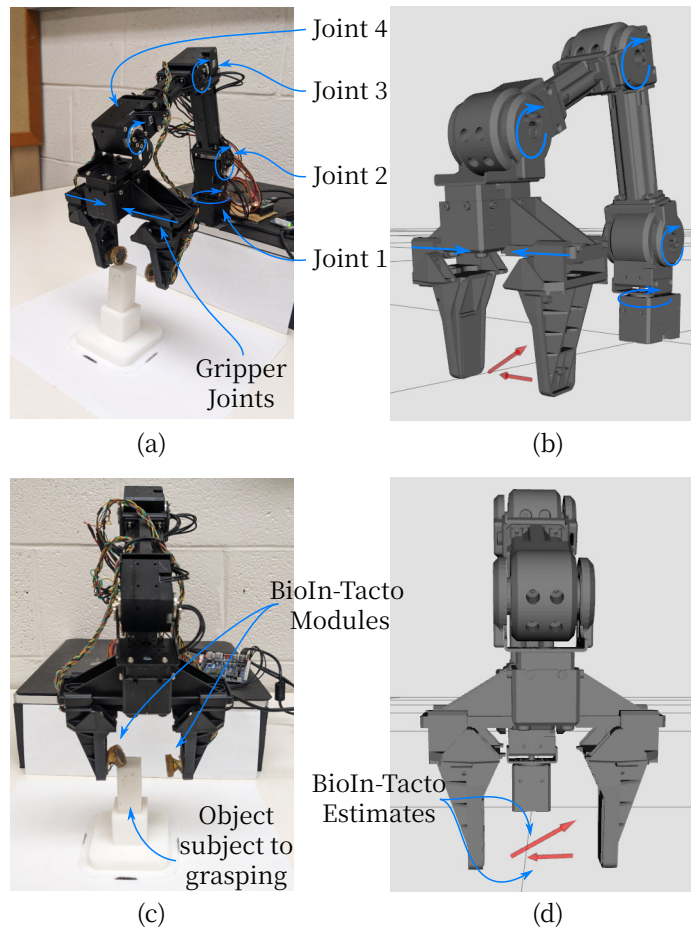 Joint 4
Joint 3
Joint 2
Joint 1
Gripper
Joints
(a)
(b)
BioIn-Tacto
Modules
Object
subject to
grasping
BioIn-Tacto
Estimates
(c)
(d)